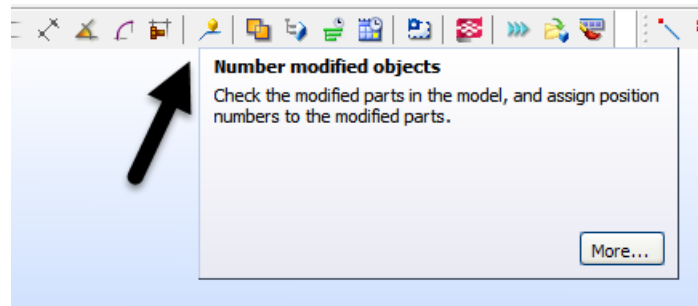 Number modified objects
Check the modified parts in the model, and assign position
numbers to the modified parts.
More...